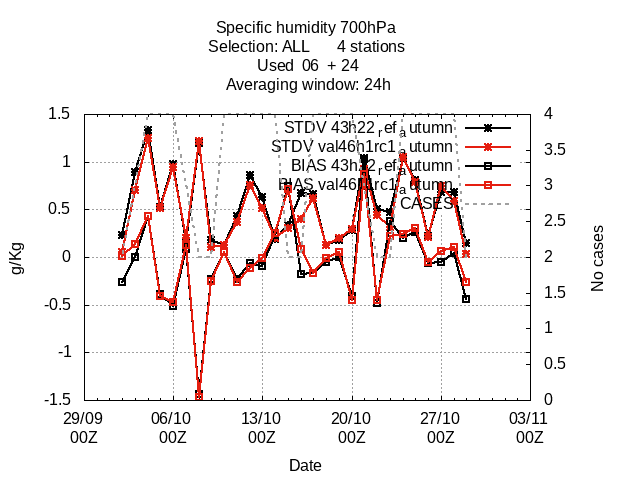 Specific humidity 700hPa
Selection: ALL 4 stations
Used 06 + 24
Averaging window: 24h
1.5
1
0.5
0
-0.5
-1
-1.5
g/Kg
STDV 43h22_ref_autumn
STDV val46h1rc1_autumn
BIAS 43h22_ref_autumn
BIAS val46h1rc1_autumn
CASES
4
3.5
3
2.5
2
1.5
1
0.5
0
No cases
29/09 06/10 13/10 20/10 27/10 03/11
00Z 00Z 00Z 00Z 00Z 00Z
Date